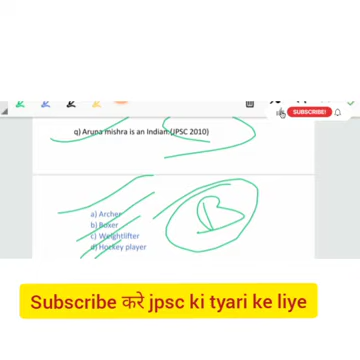 SUBSCRIBE!
q) Aruna mishra is an Indian (JPSC 2010)
a) Archer
b) Boxer
c) Weightlifter
d) Hockey player
B
Subscribe करे jpsc ki tyari ke liye